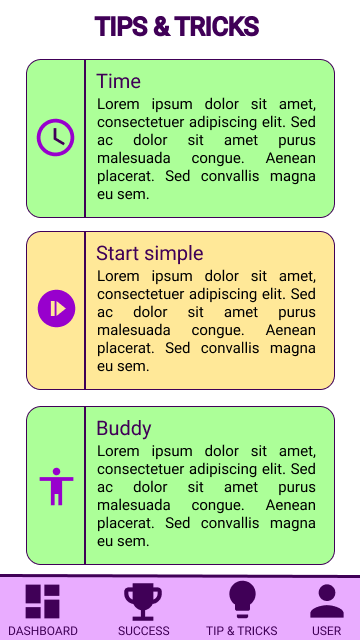 TIPS & TRICKS
Time
Lorem ipsum dolor sit amet,
consectetuer adipiscing elit. Sed
ac dolor sit amet purus
malesuada congue. Aenean
placerat. Sed convallis magna
eu sem.
Start simple
Lorem ipsum dolor sit amet,
consectetuer adipiscing elit. Sed
ac dolor sit amet purus
malesuada congue. Aenean
placerat. Sed convallis magna
eu sem.
Buddy
Lorem ipsum dolor sit amet,
consectetuer adipiscing elit. Sed
ac dolor sit amet purus
malesuada congue. Aenean
placerat. Sed convallis magna
eu sem.
DASHBOARD SUCCESS TIP & TRICKS USER